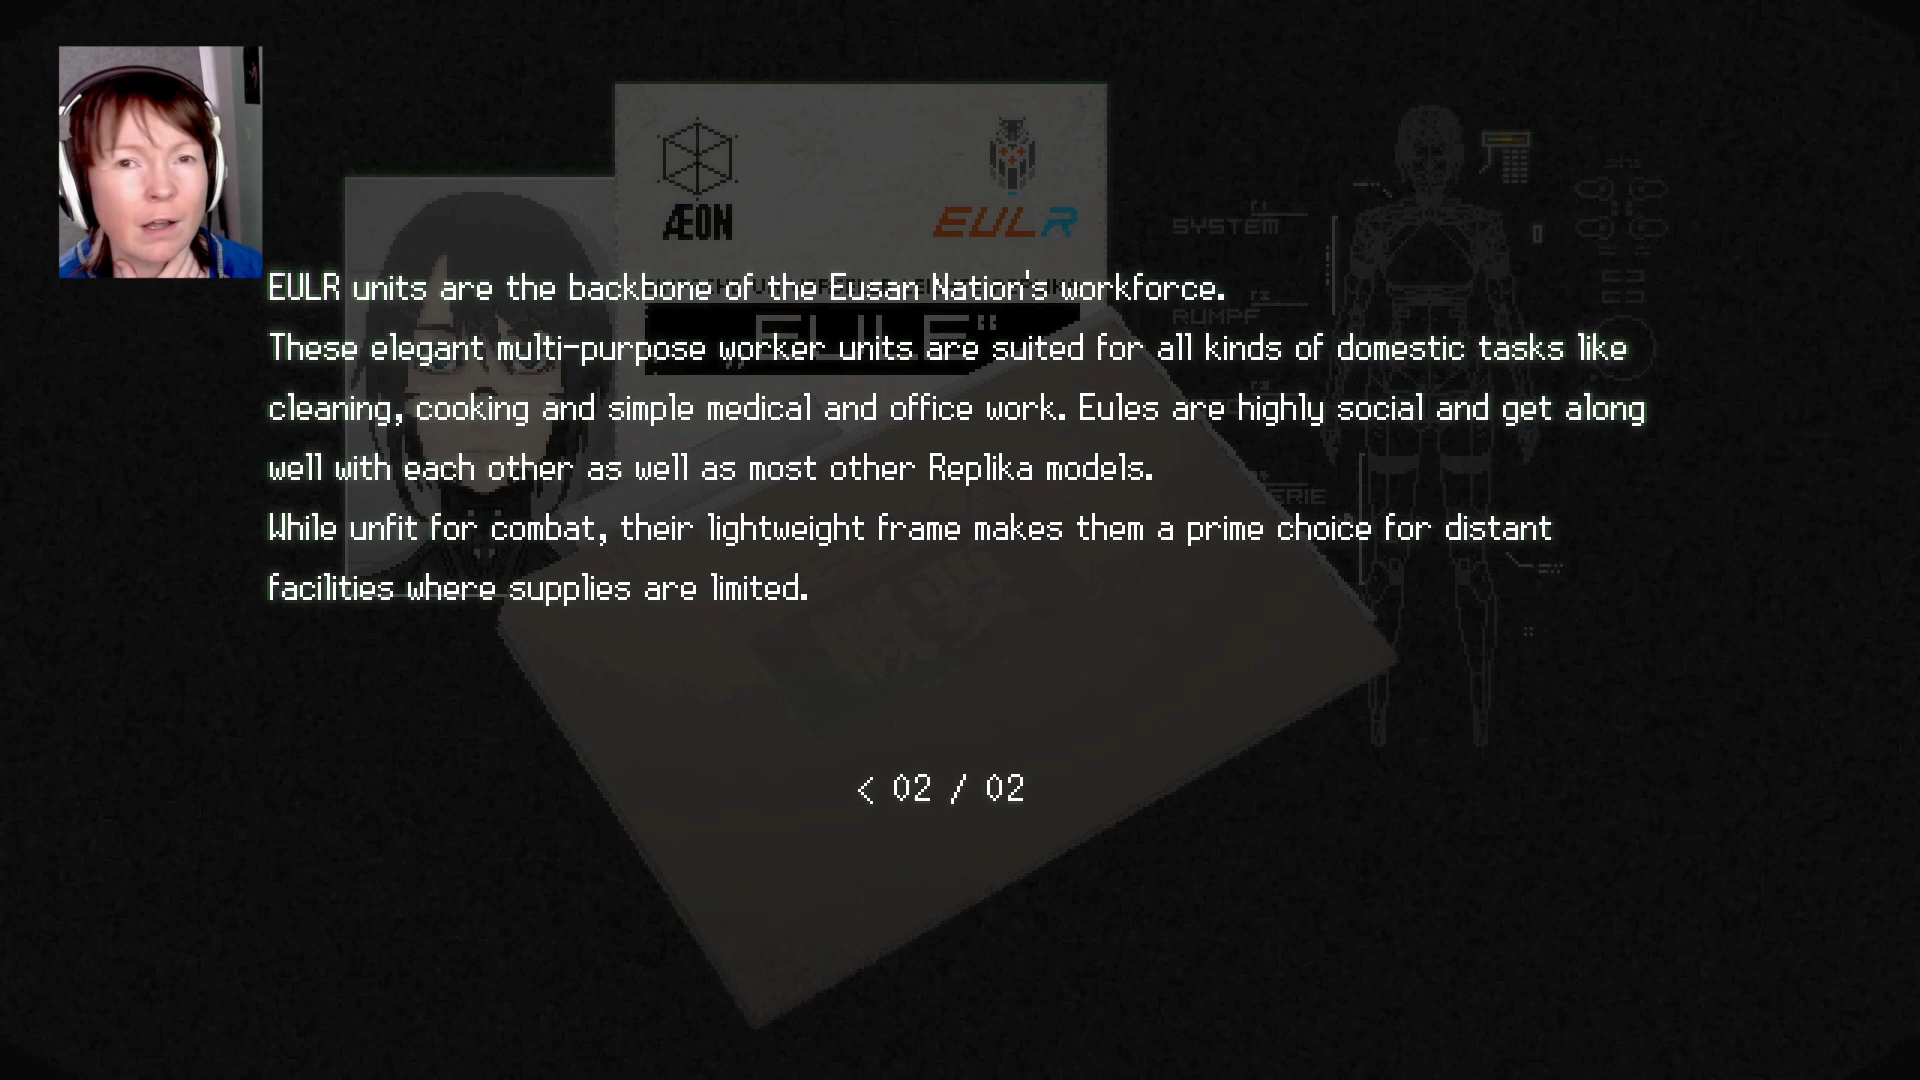 ÆON
EULR
SYSTEM
EULR units are the backbone of the Eusan Nation's workforce.
RUMPF
„EULE“
These elegant multi-purpose worker units are suited for all kinds of domestic tasks like
cleaning, cooking and simple medical and office work. Eules are highly social and get along
well with each other as well as most other Replika models.
While unfit for combat, their lightweight frame makes them a prime choice for distant
facilities where supplies are limited.
< 02 / 02